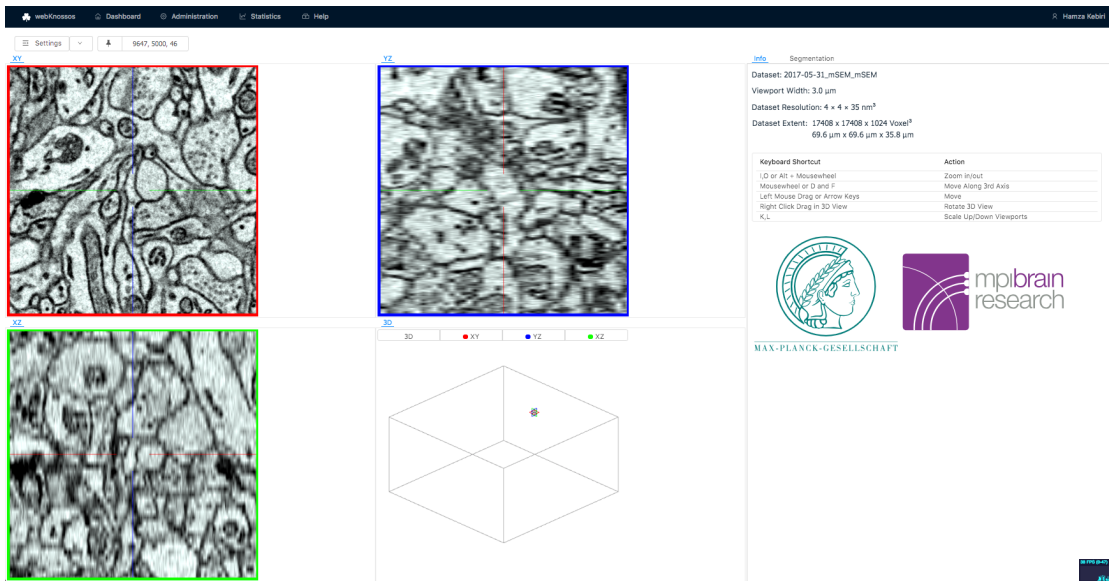 webKnossos Dashboard Administration Statistics Help Hamza Kebiri
Settings 9647, 5000, 46
XY
YZ
Info Segmentation
Dataset: 2017-05-31_mSEM_mSEM
Viewport Width: 3.0 µm
Dataset Resolution: 4 × 4 × 35 nm³
Dataset Extent: 17408 x 17408 x 1024 Voxel³
69.6 µm x 69.6 µm x 35.8 µm
Keyboard Shortcut Action
I,O or Alt + Mousewheel Zoom in/out
Mousewheel or D and F Move Along 3rd Axis
Left Mouse Drag or Arrow Keys Move
Right Click Drag in 3D View Rotate 3D View
K,L Scale Up/Down Viewports
mpibrain
research
MAX-PLANCK-GESELLSCHAFT
XZ
3D
3D XY YZ XZ